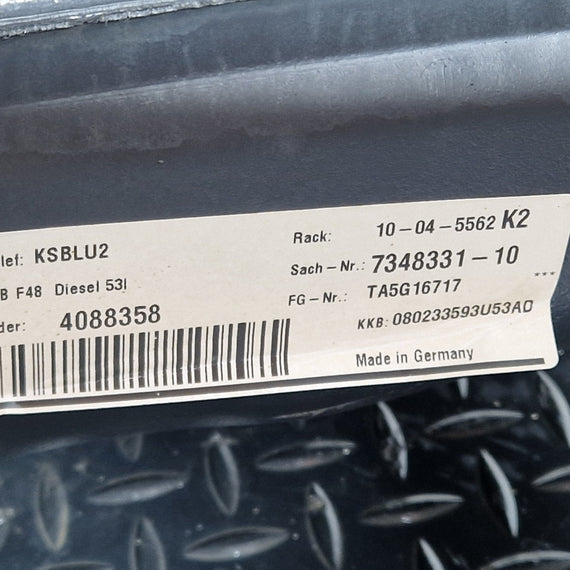 lef: KSBLU2
B F48 Diesel 53l
der: 4088358
Rack: 10-04-5562 K2
Sach-Nr.: 7348331-10
***
FG-Nr.: TA5G16717
KKB: 080233593U53AD
Made in Germany